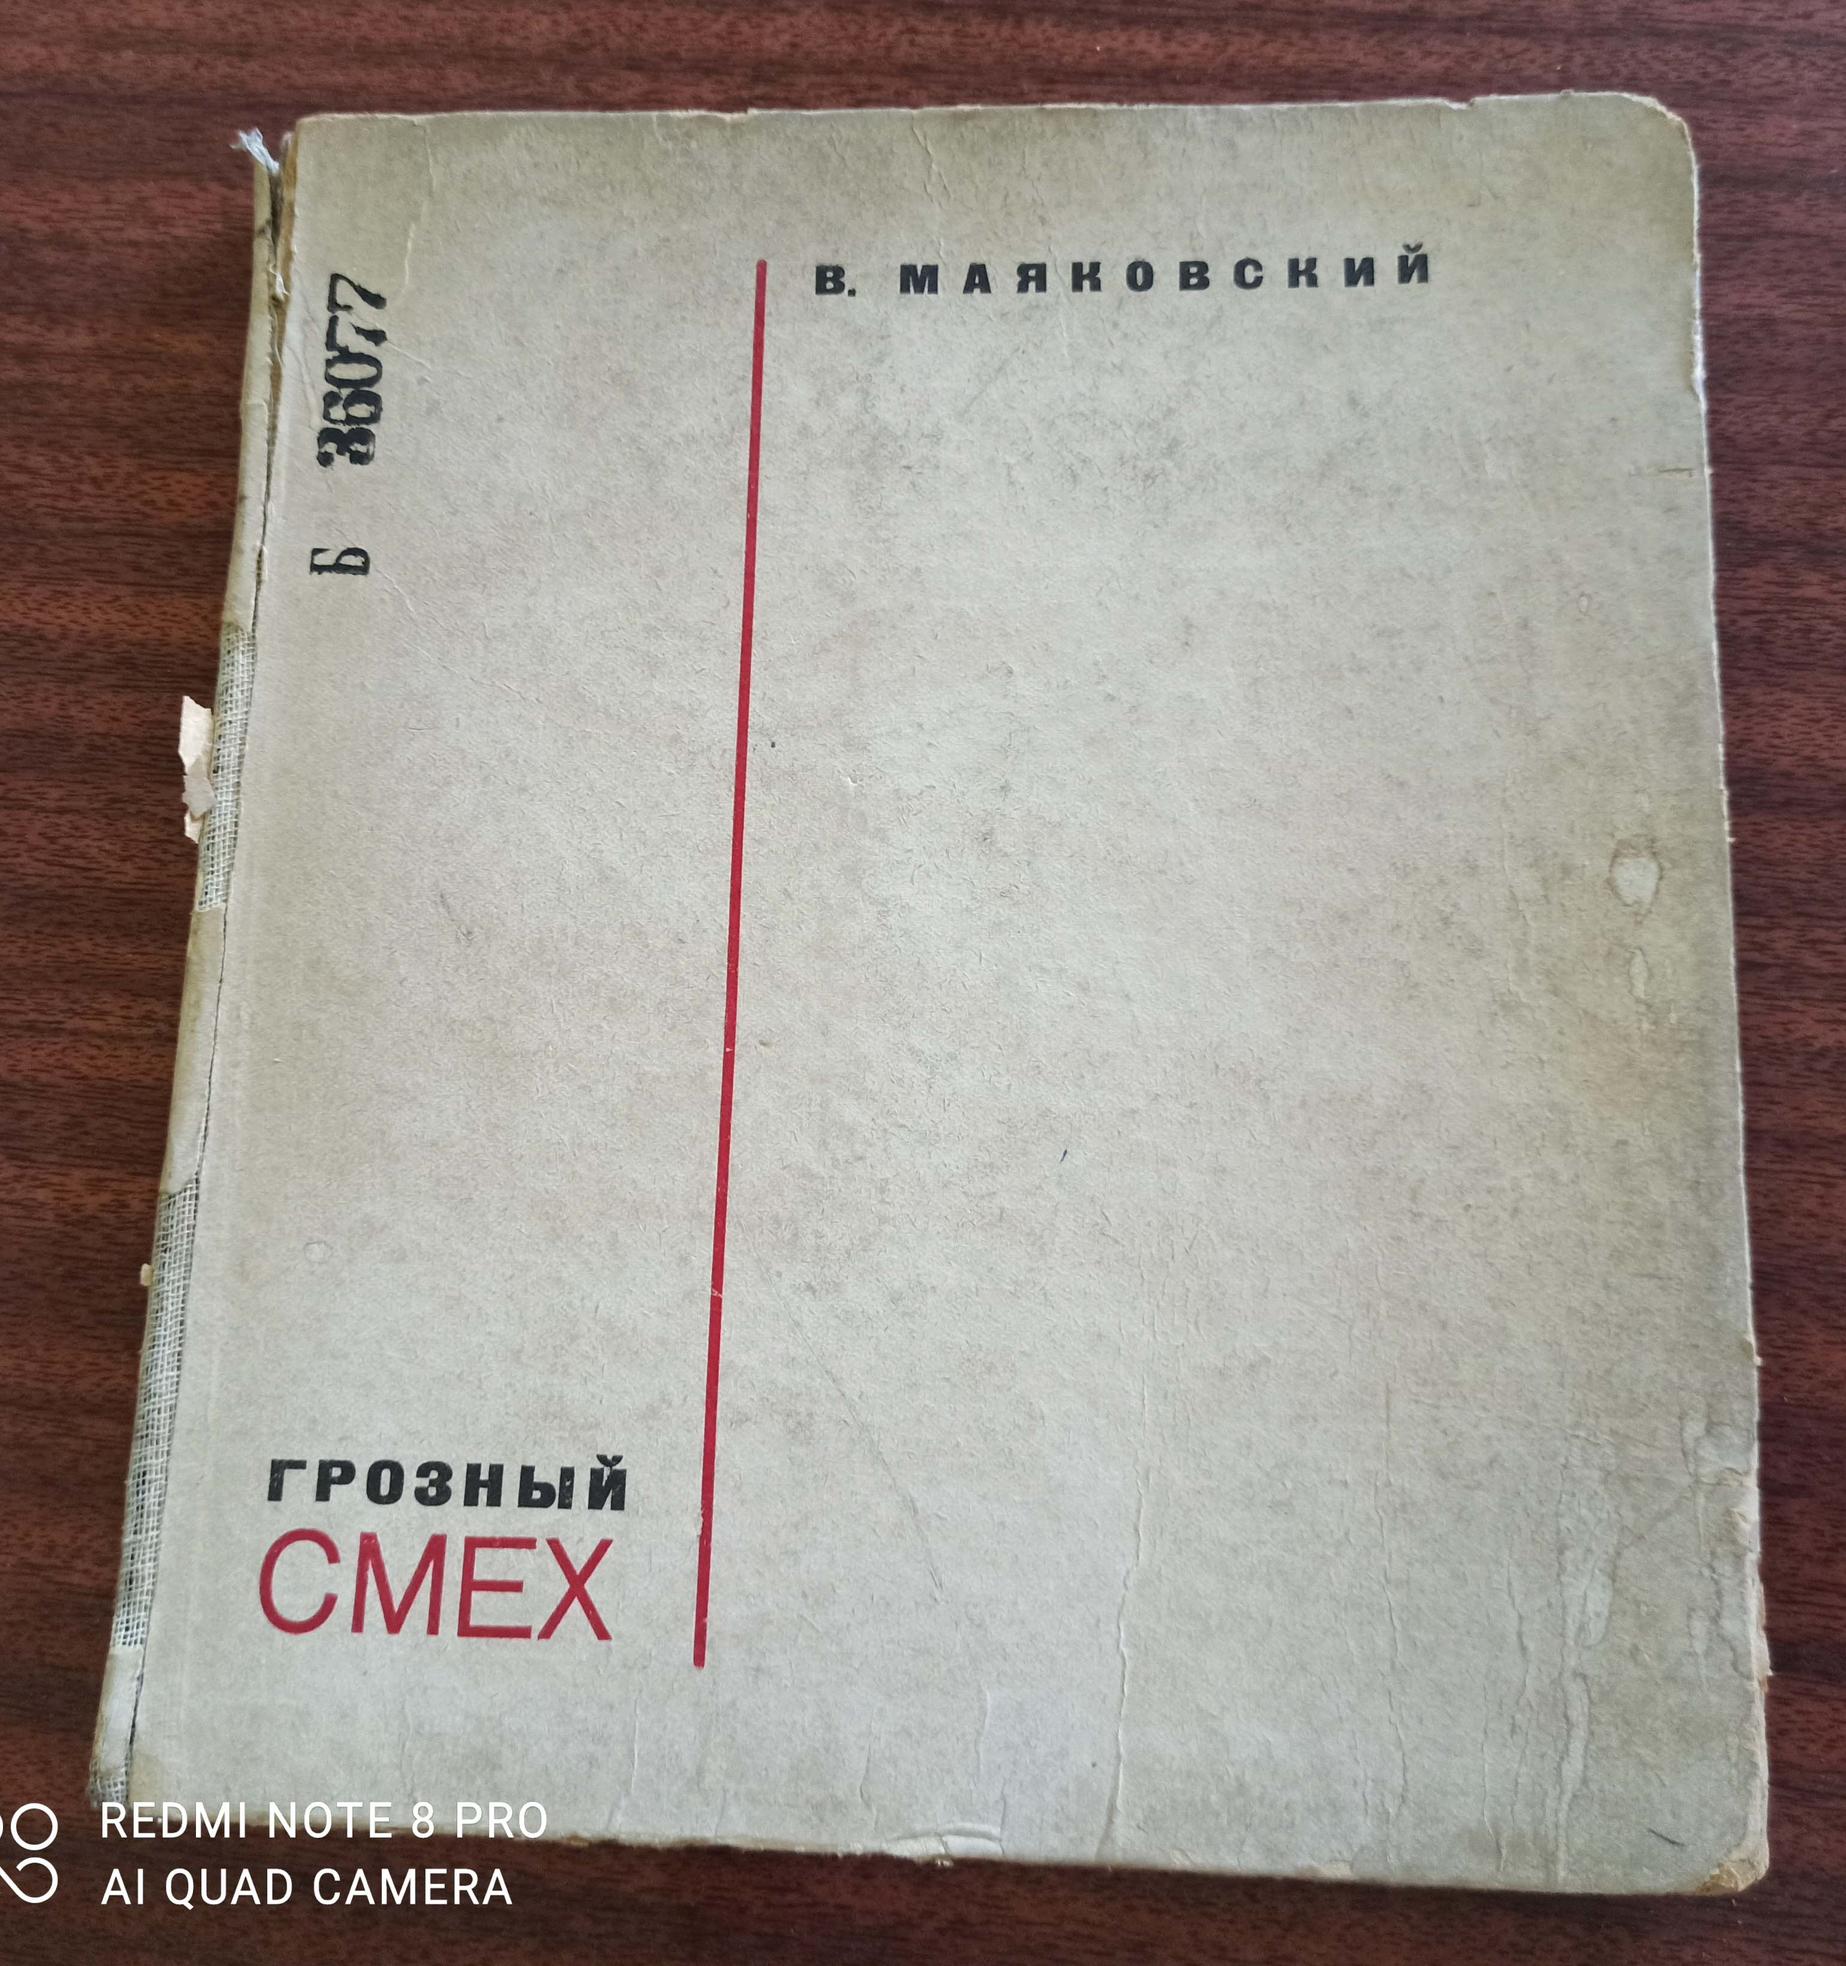 В. МАЯКОВСКИЙ
Б 36077
ГРОЗНЫЙ
СМЕХ
REDMI NOTE 8 PRO
AI QUAD CAMERA